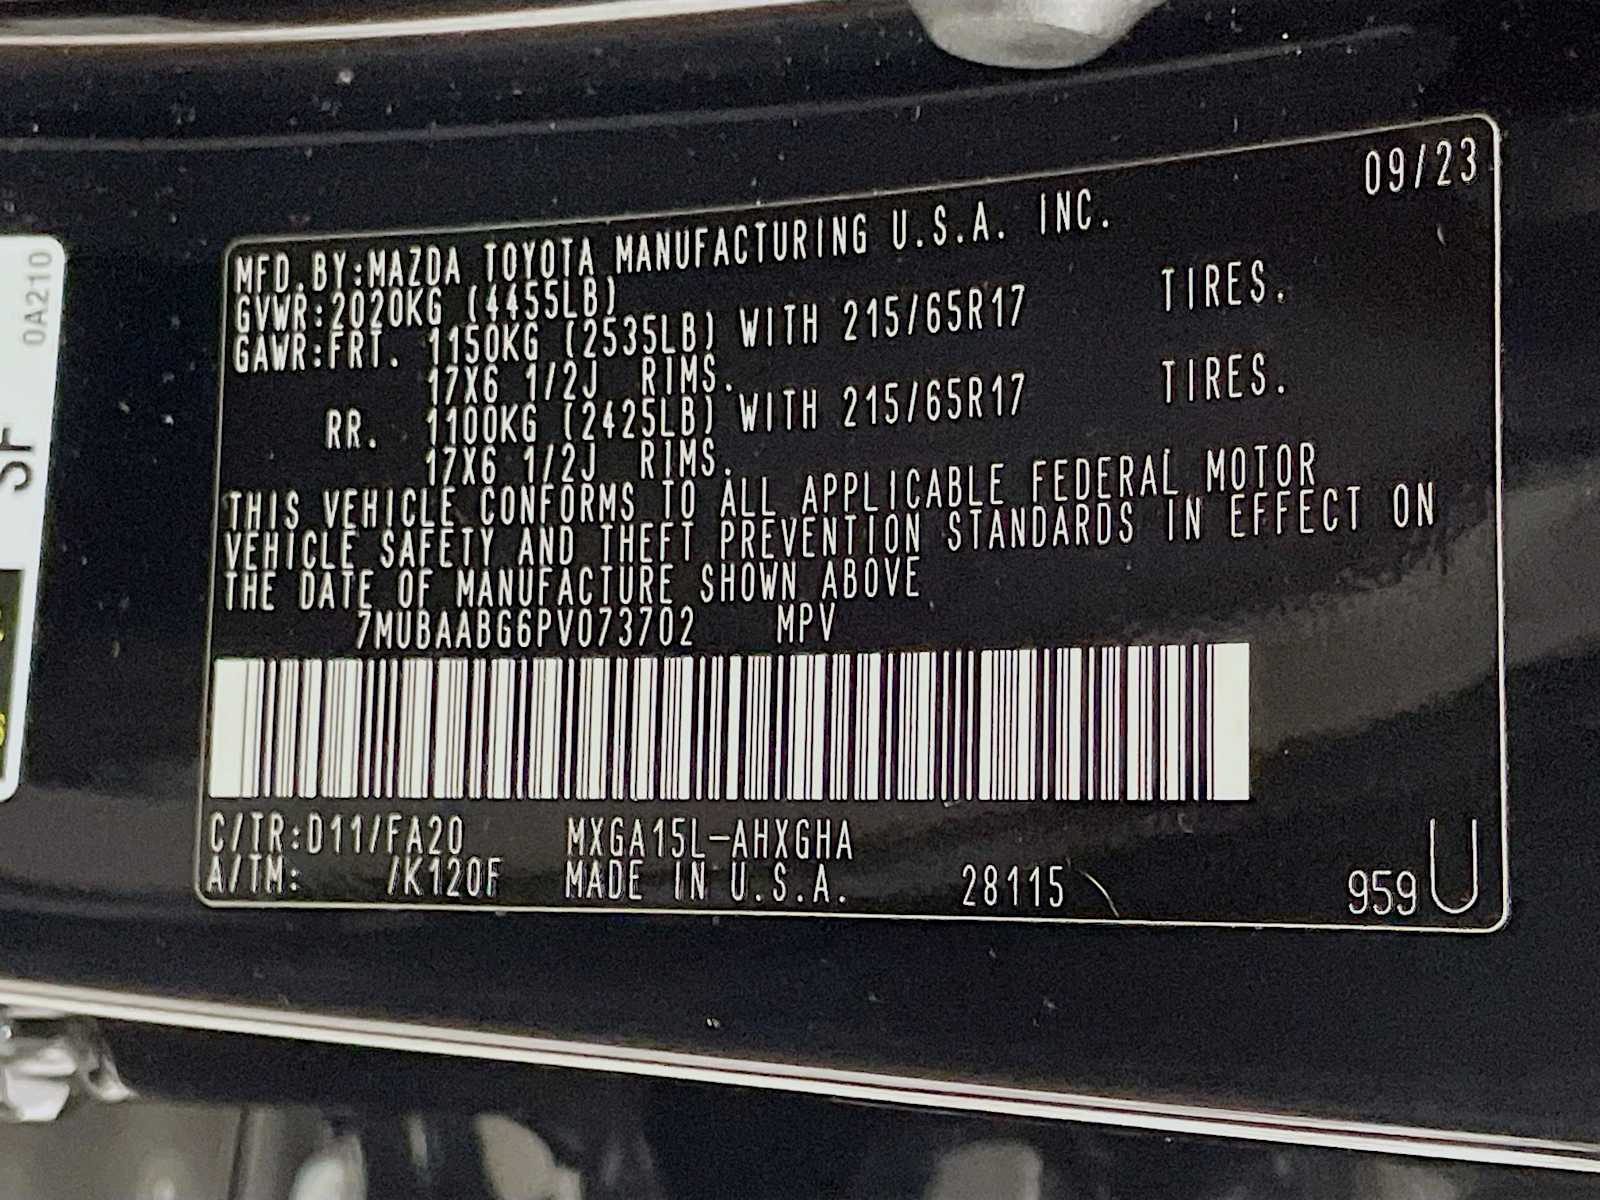 09/23
MFD.BY:MAZDA TOYOTA MANUFACTURING U.S.A. INC.
GVWR:2020KG (4455LB)
GAWR:FRT. 1150KG (2535LB) WITH 215/65R17 TIRES.
17X6 1/2J RIMS.
RR. 1100KG (2425LB) WITH 215/65R17 TIRES.
17X6 1/2J RIMS.
THIS VEHICLE CONFORMS TO ALL APPLICABLE FEDERAL MOTOR
VEHICLE SAFETY AND THEFT PREVENTION STANDARDS IN EFFECT ON
THE DATE OF MANUFACTURE SHOWN ABOVE
7MUBAABG6PV073702 MPV
C/TR:D11/FA20 MXGA15L-AHXGHA
A/TM: /K120F MADE IN U.S.A. 28115 959 U
0A210
SF